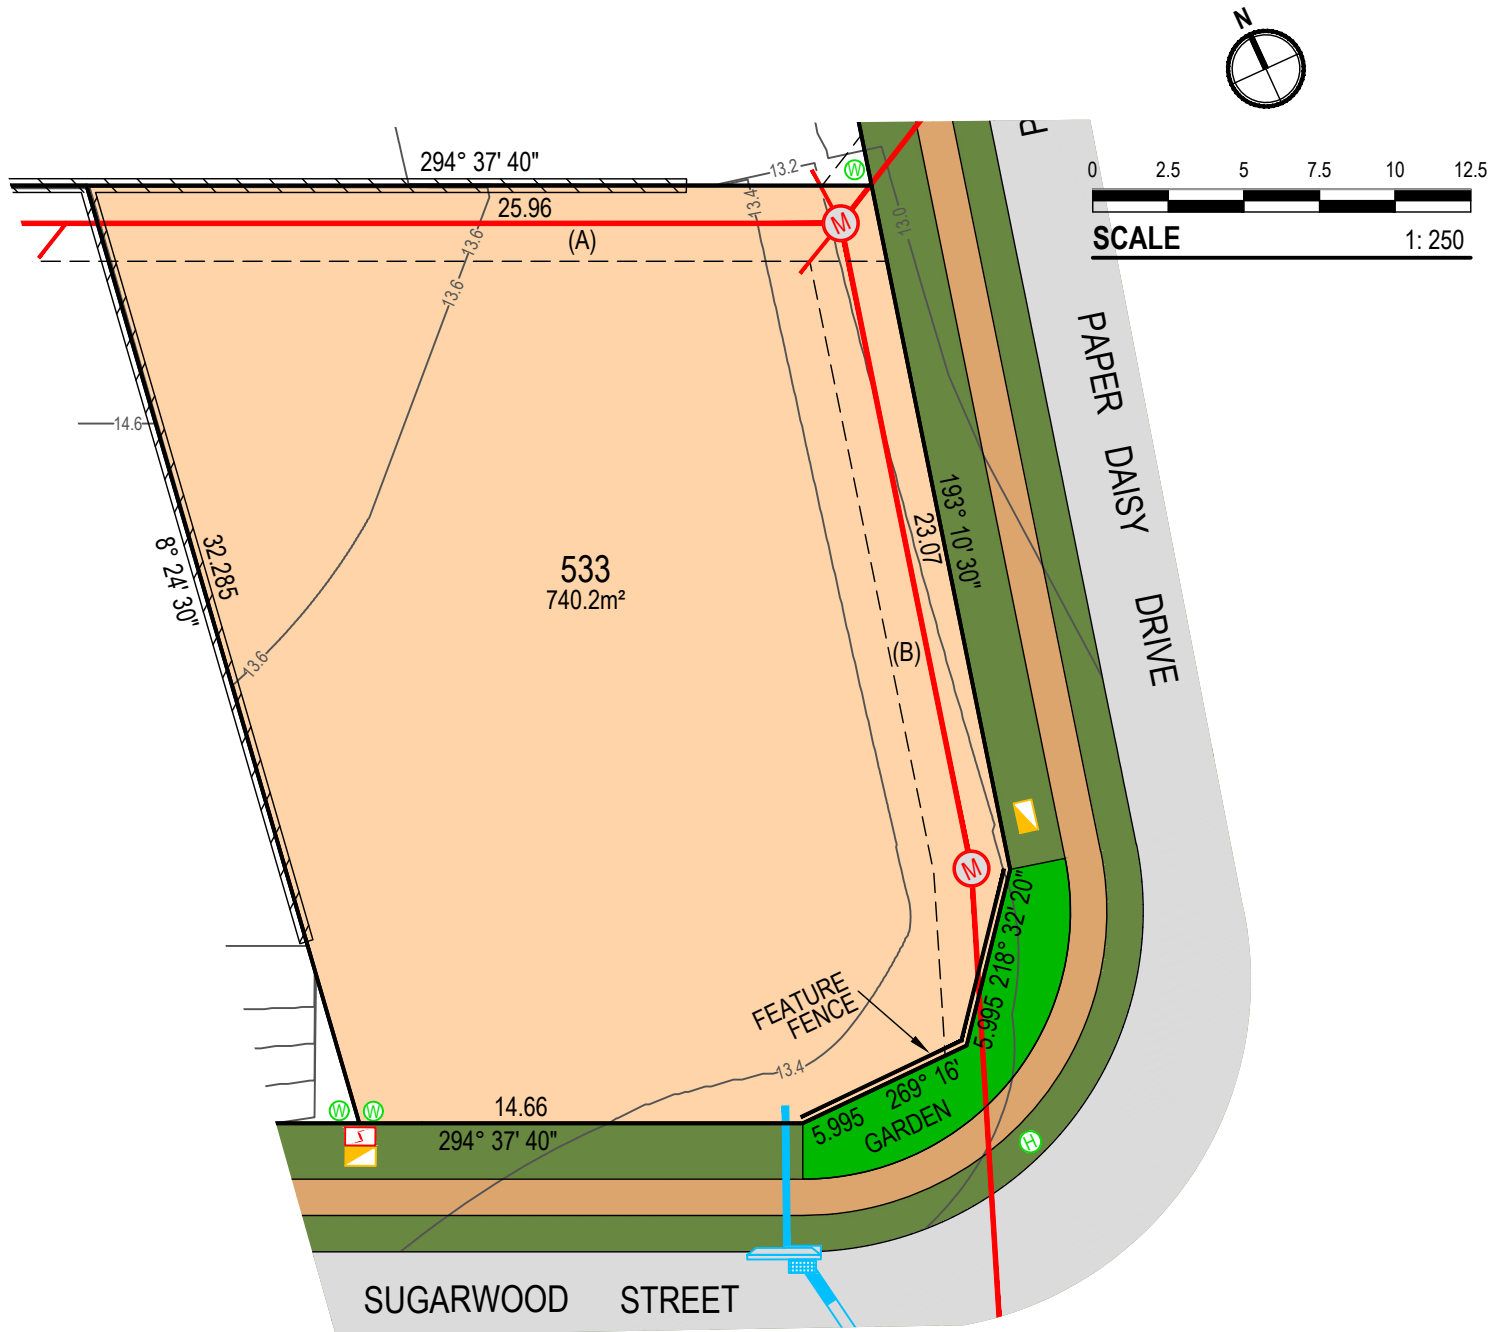 N
P
0 2.5 5 7.5 10 12.5
SCALE 1: 250
294° 37' 40"
25.96
(A)
13.2
13.4
13.0
13.6
13.6
14.6
13.6
32.285
8° 24' 30"
533
740.2m²
193° 10' 30"
23.07
(B)
M
M
W
PAPER DAISY DRIVE
FEATURE
FENCE
5.995 218° 32' 20"
5.995 269° 16'
GARDEN
13.4
14.66
294° 37' 40"
W W
H
SUGARWOOD STREET